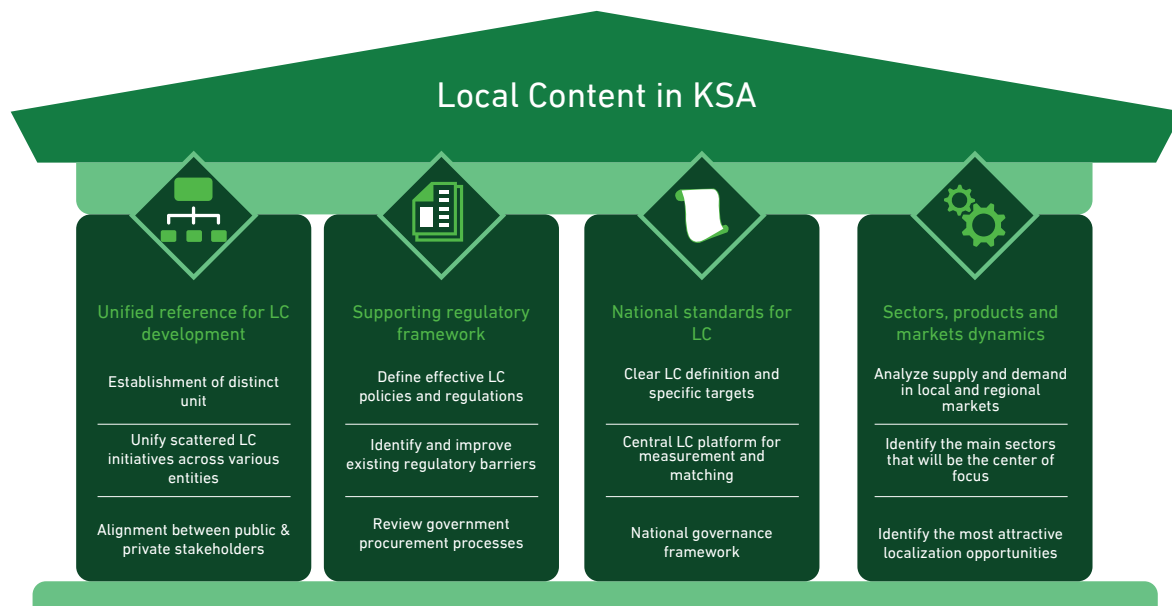 Local Content in KSA
Unified reference for LC
development
Establishment of distinct
unit
Unify scattered LC
initiatives across various
entities
Alignment between public &
private stakeholders
Supporting regulatory
framework
Define effective LC
policies and regulations
Identify and improve
existing regulatory barriers
Review government
procurement processes
National standards for
LC
Clear LC definition and
specific targets
Central LC platform for
measurement and
matching
National governance
framework
Sectors, products and
markets dynamics
Analyze supply and demand
in local and regional
markets
Identify the main sectors
that will be the center of
focus
Identify the most attractive
localization opportunities